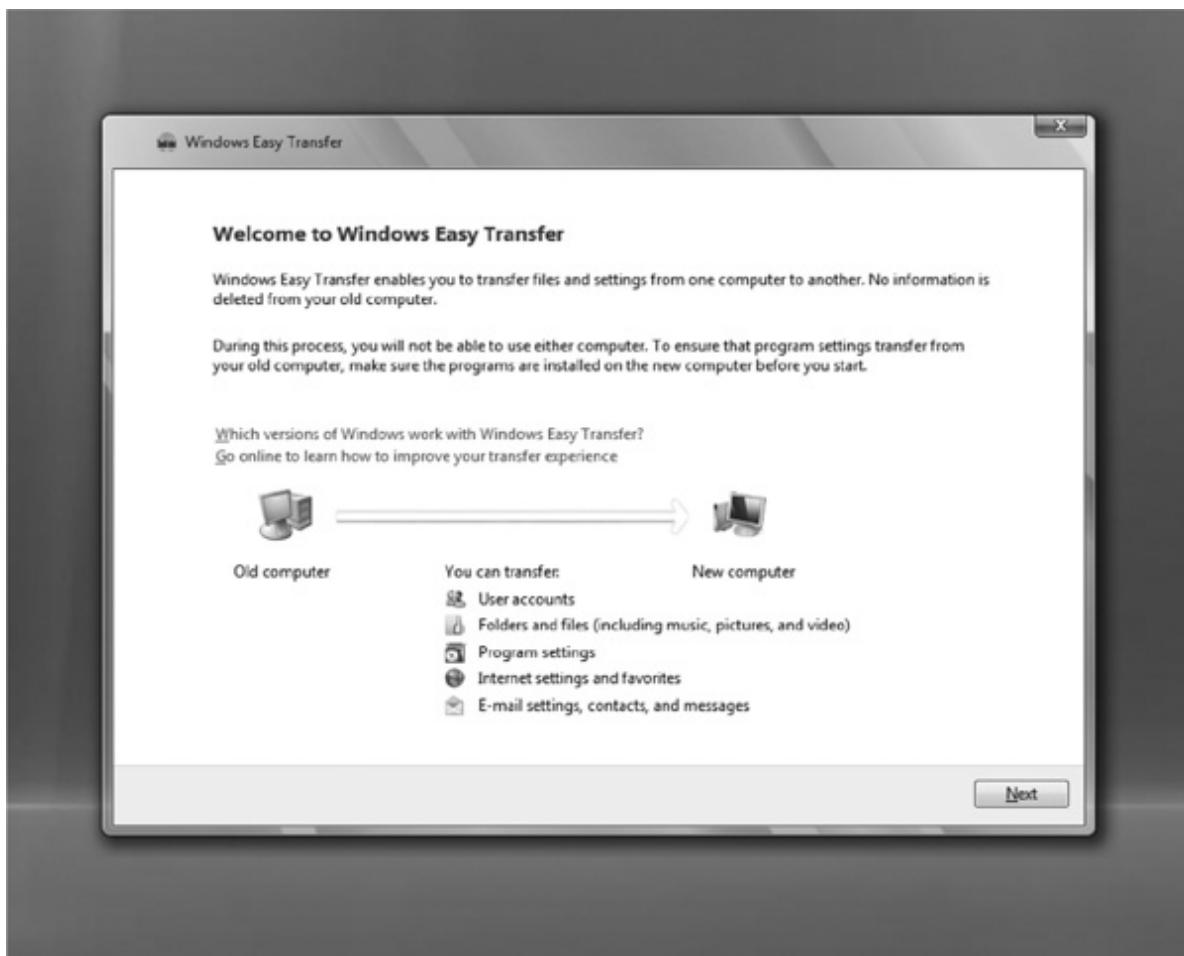 Windows Easy Transfer
X
Welcome to Windows Easy Transfer
Windows Easy Transfer enables you to transfer files and settings from one computer to another. No information is
deleted from your old computer.
During this process, you will not be able to use either computer. To ensure that program settings transfer from
your old computer, make sure the programs are installed on the new computer before you start.
Which versions of Windows work with Windows Easy Transfer?
Go online to learn how to improve your transfer experience
Old computer
You can transfer:
New computer
User accounts
Folders and files (including music, pictures, and video)
Program settings
Internet settings and favorites
E-mail settings, contacts, and messages
Next